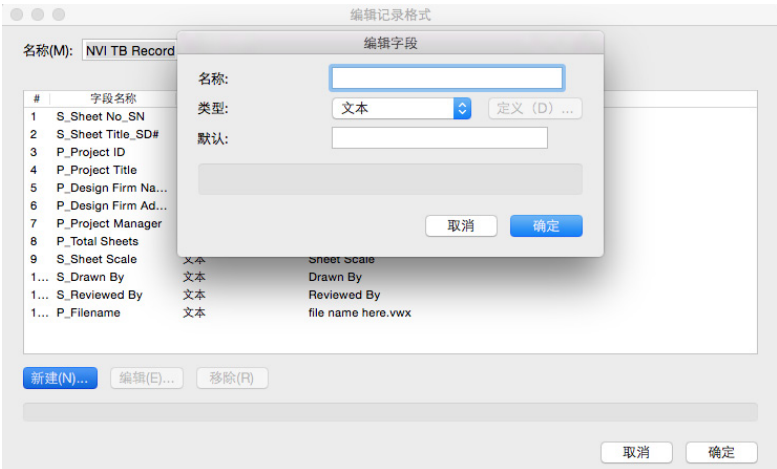 编辑记录格式
名称(M): NVI TB Record
编辑字段
名称:
类型: 文本 定义（D）...
默认:
取消 确定
# 字段名称
1 S_Sheet No_SN
2 S_Sheet Title_SD#
3 P_Project ID
4 P_Project Title
5 P_Design Firm Na...
6 P_Design Firm Ad...
7 P_Project Manager
8 P_Total Sheets
9 S_Sheet Scale 文本 Sheet Scale
1... S_Drawn By 文本 Drawn By
1... S_Reviewed By 文本 Reviewed By
1... P_Filename 文本 file name here.vwx
新建(N)... 编辑(E)... 移除(R)
取消 确定